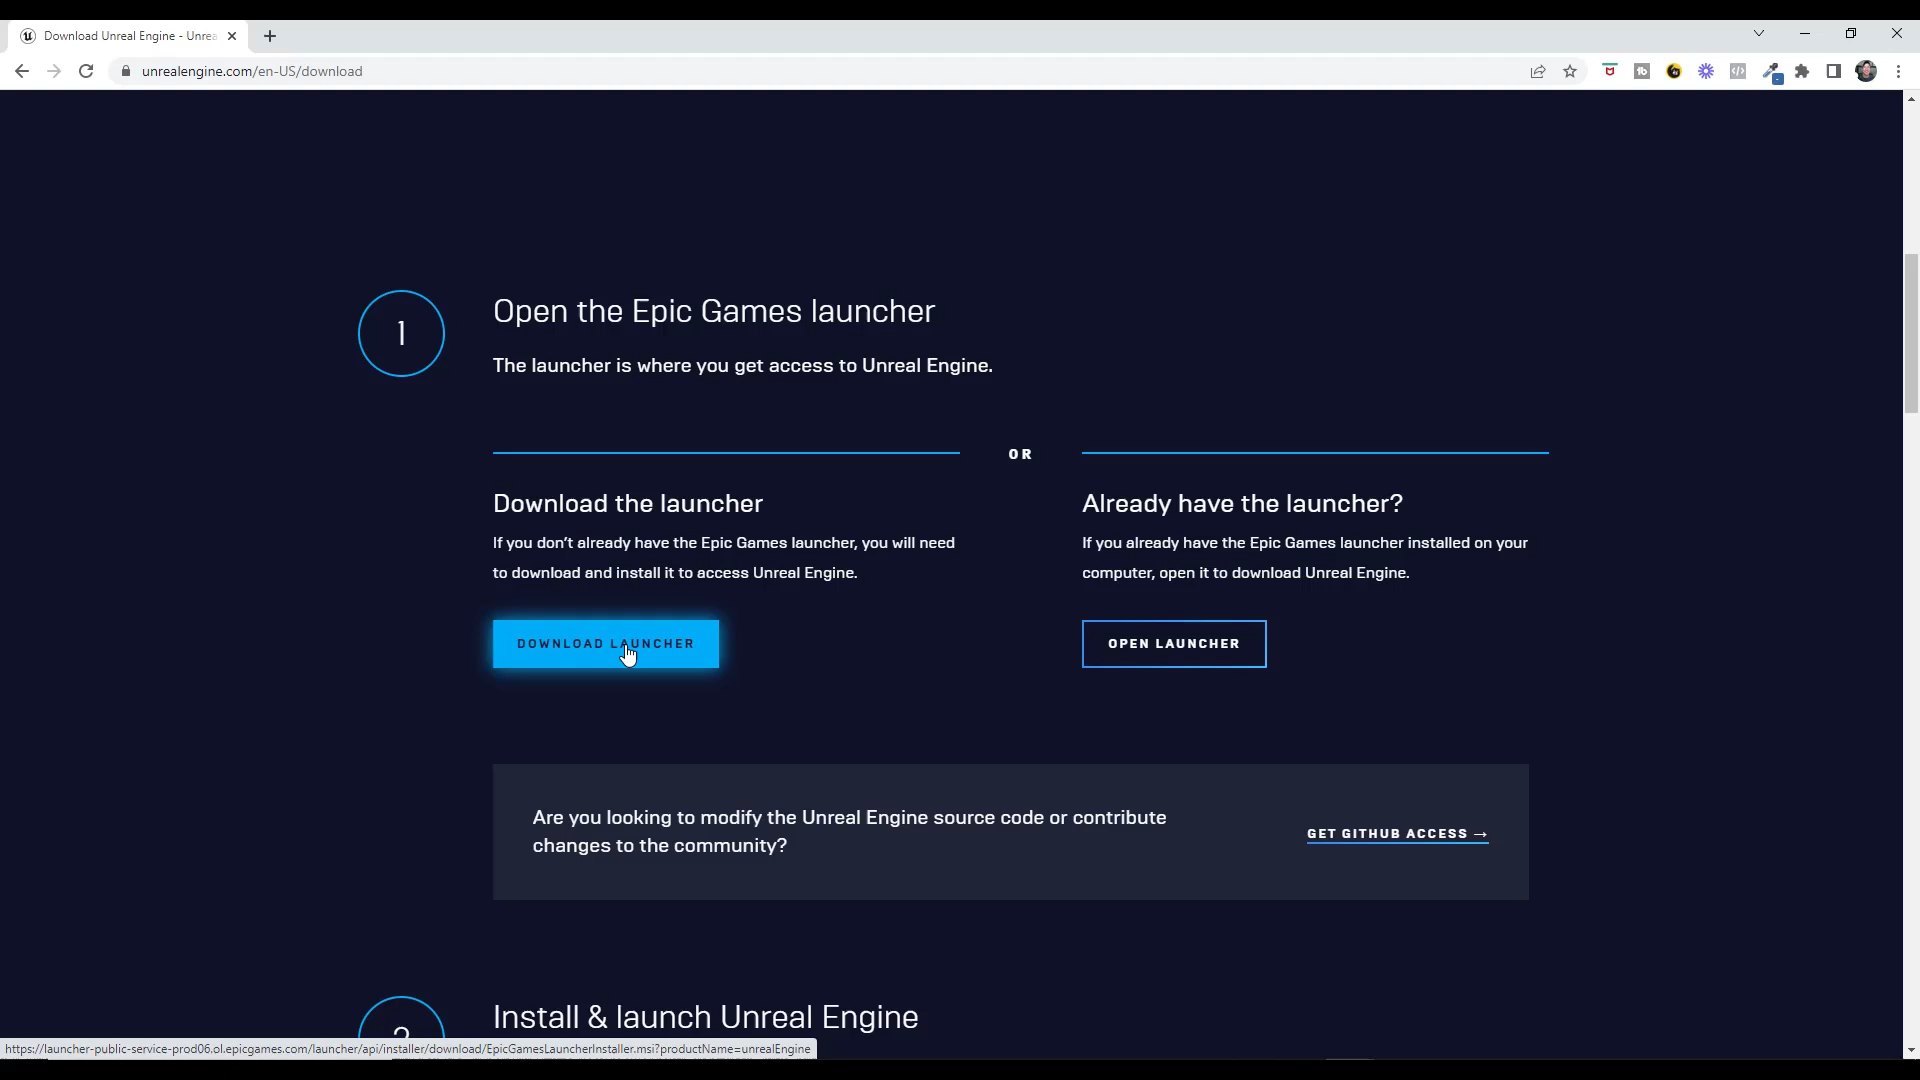 Download Unreal Engine - Unrea
unrealengine.com/en-US/download
1
Open the Epic Games launcher
The launcher is where you get access to Unreal Engine.
OR
Download the launcher
If you don't already have the Epic Games launcher, you will need
to download and install it to access Unreal Engine.
DOWNLOAD LAUNCHER
Already have the launcher?
If you already have the Epic Games launcher installed on your
computer, open it to download Unreal Engine.
OPEN LAUNCHER
Are you looking to modify the Unreal Engine source code or contribute
changes to the community?
GET GITHUB ACCESS →
2
Install & launch Unreal Engine
https://launcher-public-service-prod06.ol.epicgames.com/launcher/api/installer/download/EpicGamesLauncherInstaller.msi?productName=unrealEngine